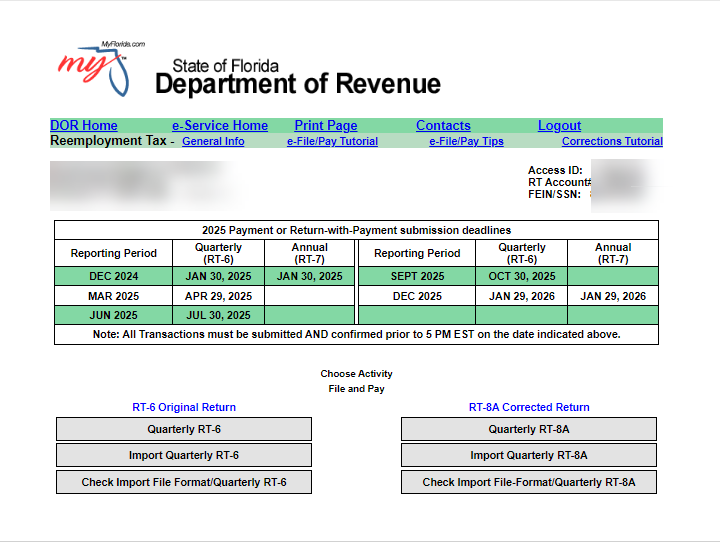 MyFlorida.com
my
TM
State of Florida
Department of Revenue
DOR Home e-Service Home Print Page Contacts Logout
Reemployment Tax - General Info e-File/Pay Tutorial e-File/Pay Tips Corrections Tutorial
Access ID:
RT Account#
FEIN/SSN:
2025 Payment or Return-with-Payment submission deadlines
Reporting Period Quarterly (RT-6) Annual (RT-7) Reporting Period Quarterly (RT-6) Annual (RT-7)
DEC 2024 JAN 30, 2025 JAN 30, 2025 SEPT 2025 OCT 30, 2025
MAR 2025 APR 29, 2025 DEC 2025 JAN 29, 2026 JAN 29, 2026
JUN 2025 JUL 30, 2025
Note: All Transactions must be submitted AND confirmed prior to 5 PM EST on the date indicated above.
Choose Activity
File and Pay
RT-6 Original Return RT-8A Corrected Return
Quarterly RT-6 Quarterly RT-8A
Import Quarterly RT-6 Import Quarterly RT-8A
Check Import File Format/Quarterly RT-6 Check Import File-Format/Quarterly RT-8A